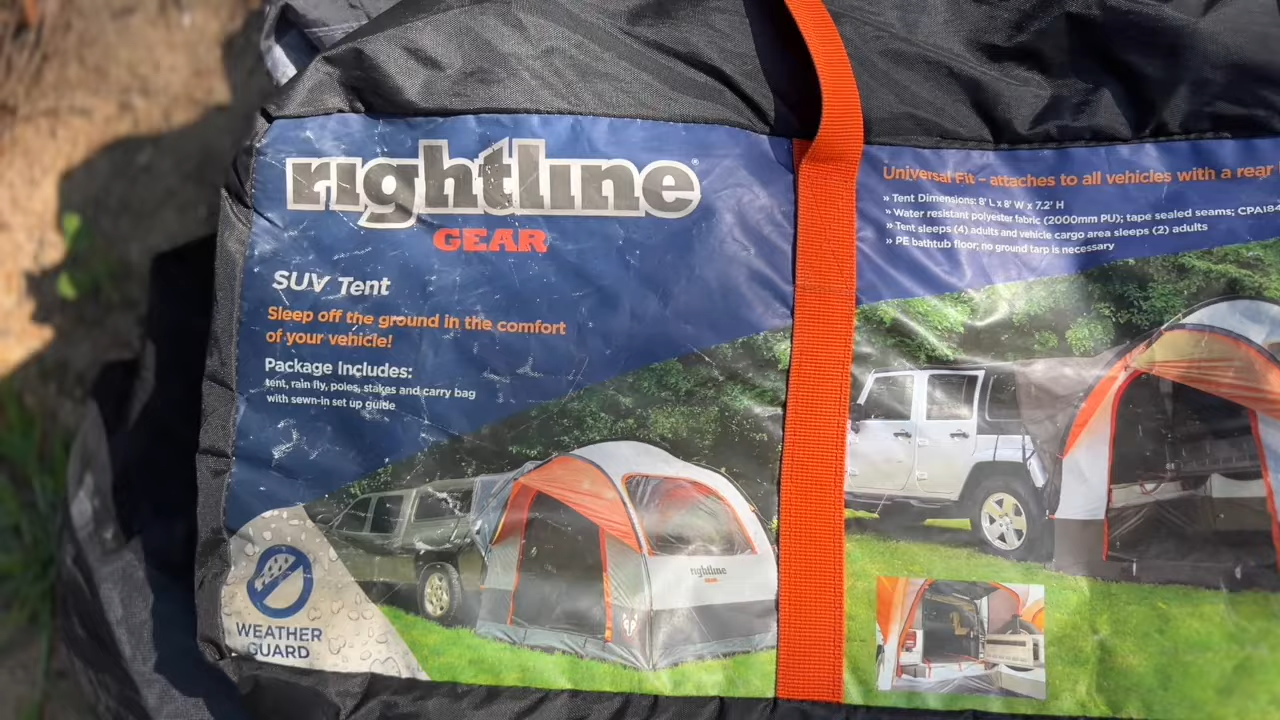 rightline
GEAR
SUV Tent
Sleep off the ground in the comfort
of your vehicle!
Package Includes:
tent, rain fly, poles, stakes and carry bag
with sewn-in set up guide
WEATHER
GUARD
rightline
GEAR
Universal Fit – attaches to all vehicles with a rear
» Tent Dimensions: 8' L x 8' W x 7.2' H
» Water resistant polyester fabric (2000mm PU); tape sealed seams; CPAI84
» Tent sleeps (4) adults and vehicle cargo area sleeps (2) adults
» PE bathtub floor; no ground tarp is necessary